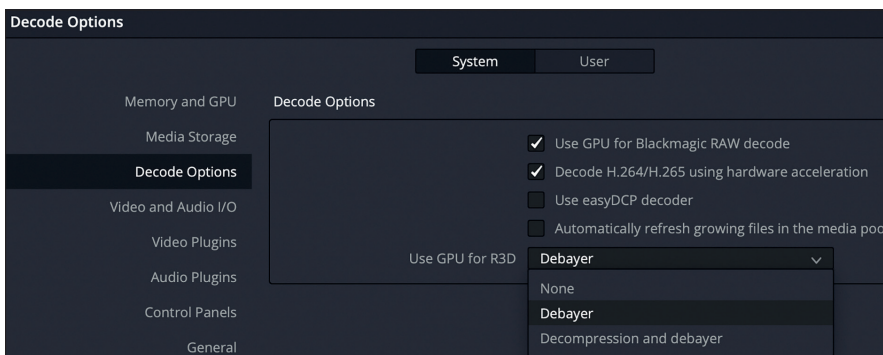 Decode Options
System User
Memory and GPU
Media Storage
Decode Options
Video and Audio I/O
Video Plugins
Audio Plugins
Control Panels
General
Decode Options
Use GPU for Blackmagic RAW decode
Decode H.264/H.265 using hardware acceleration
Use easyDCP decoder
Automatically refresh growing files in the media poo
Use GPU for R3D Debayer
None
Debayer
Decompression and debayer